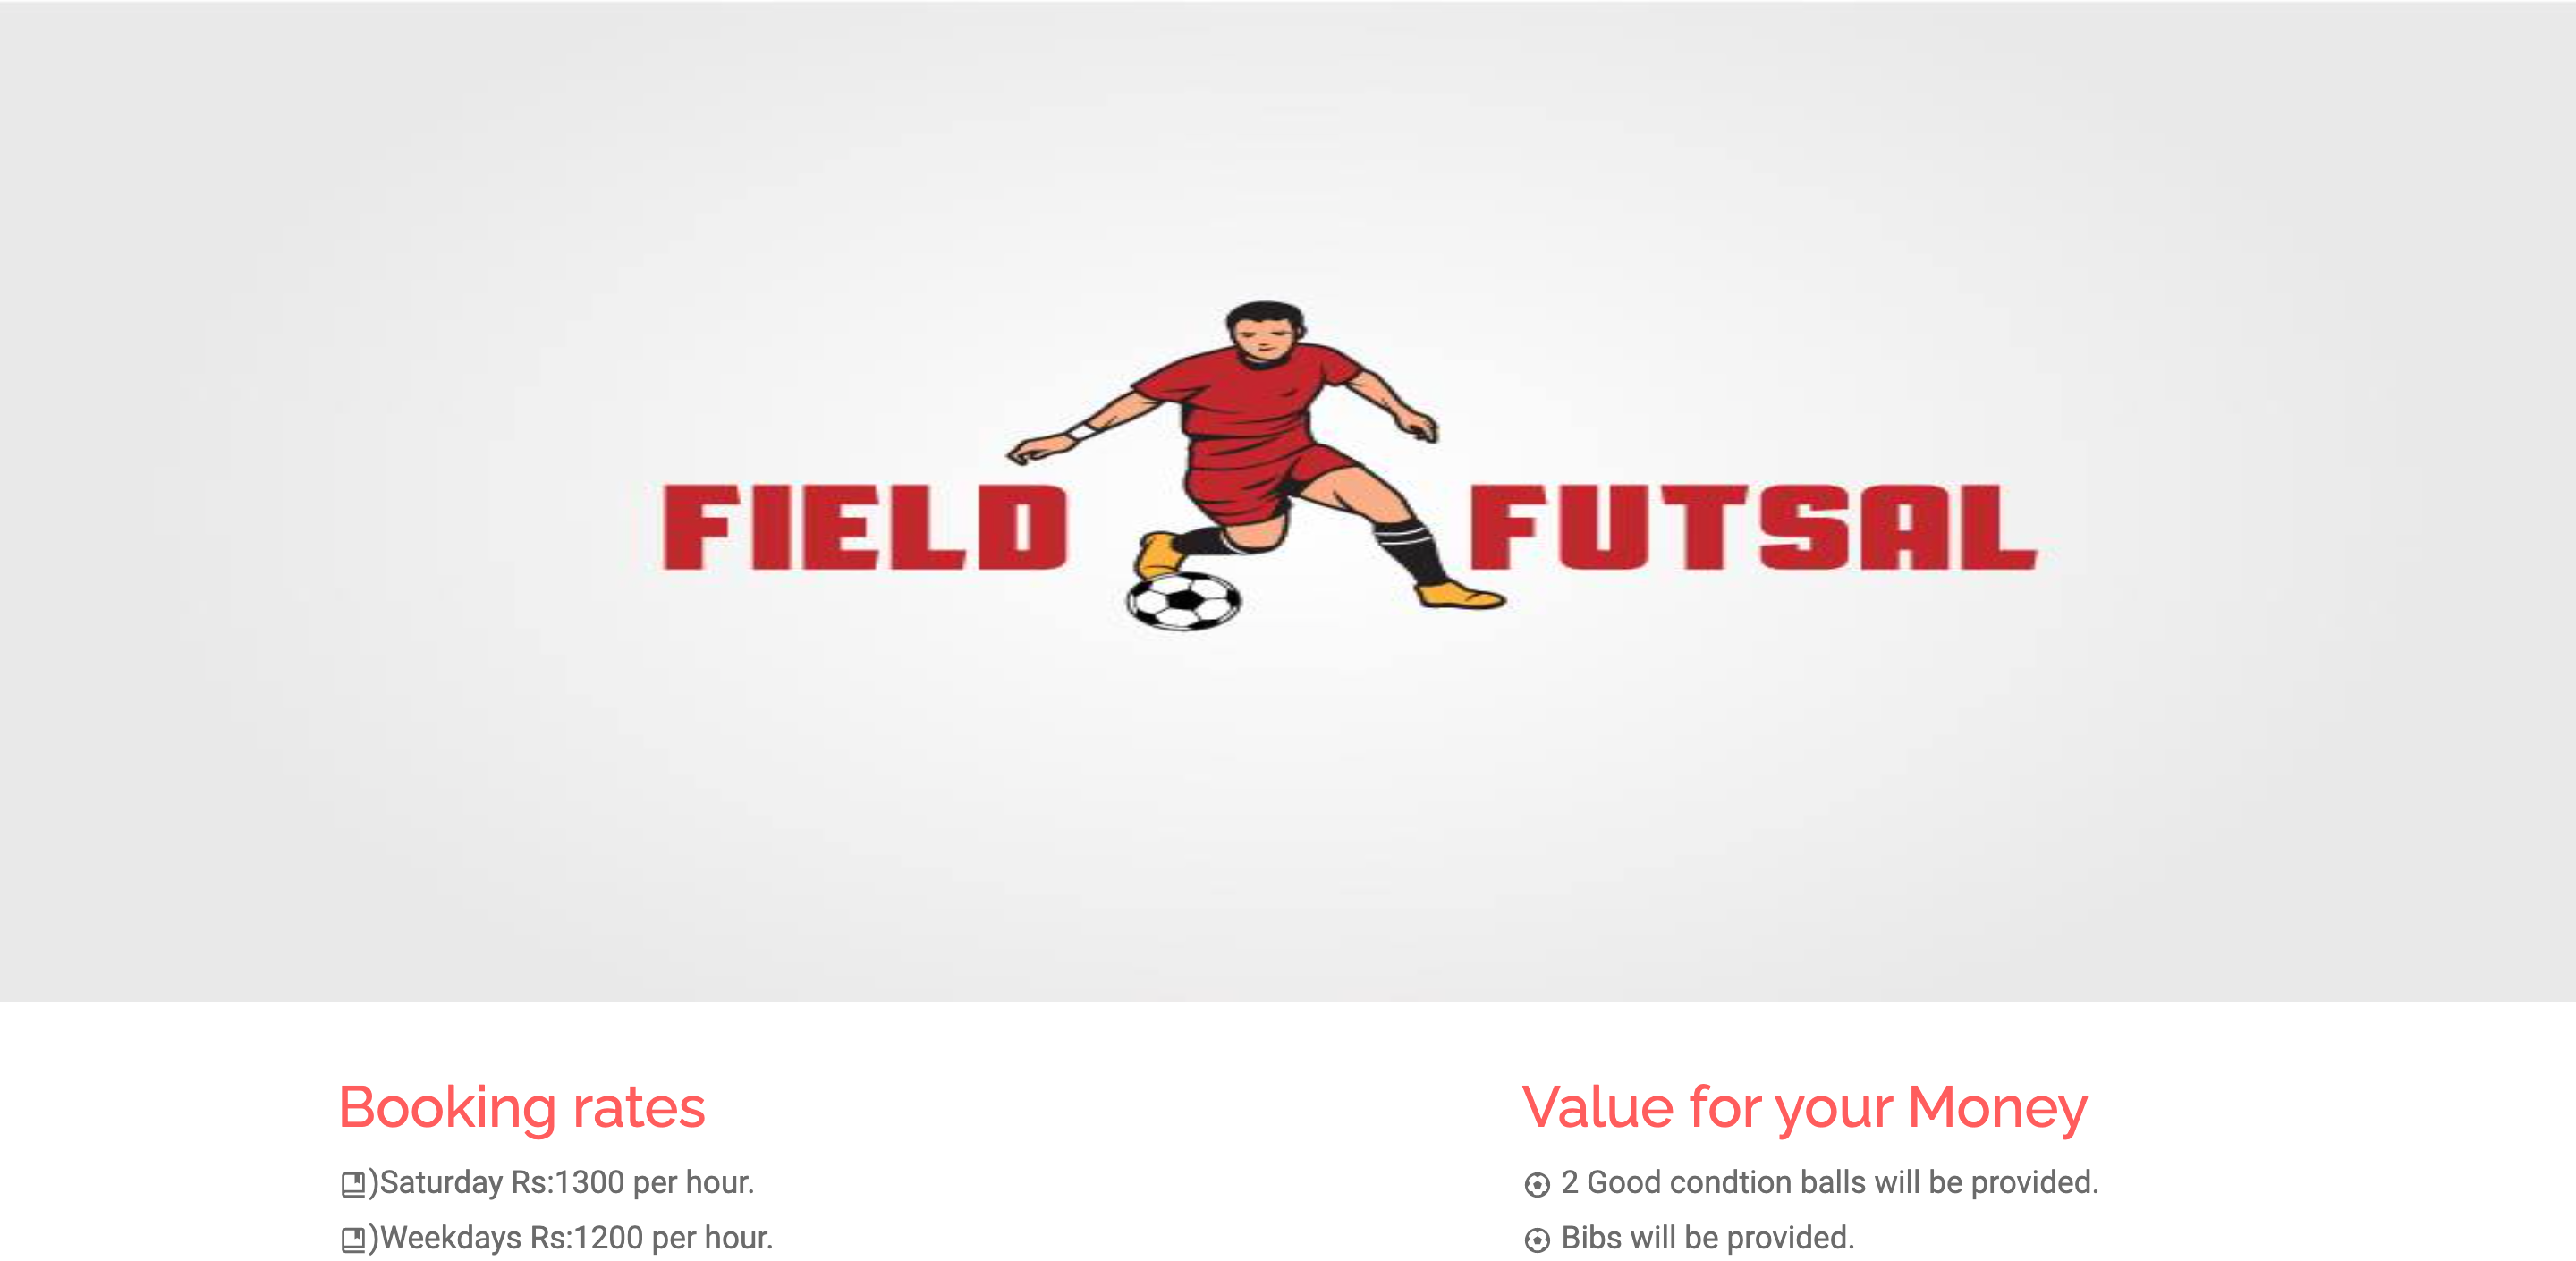 FIELD FUTSAL
Booking rates
)Saturday Rs:1300 per hour.
)Weekdays Rs:1200 per hour.
Value for your Money
2 Good condtion balls will be provided.
Bibs will be provided.